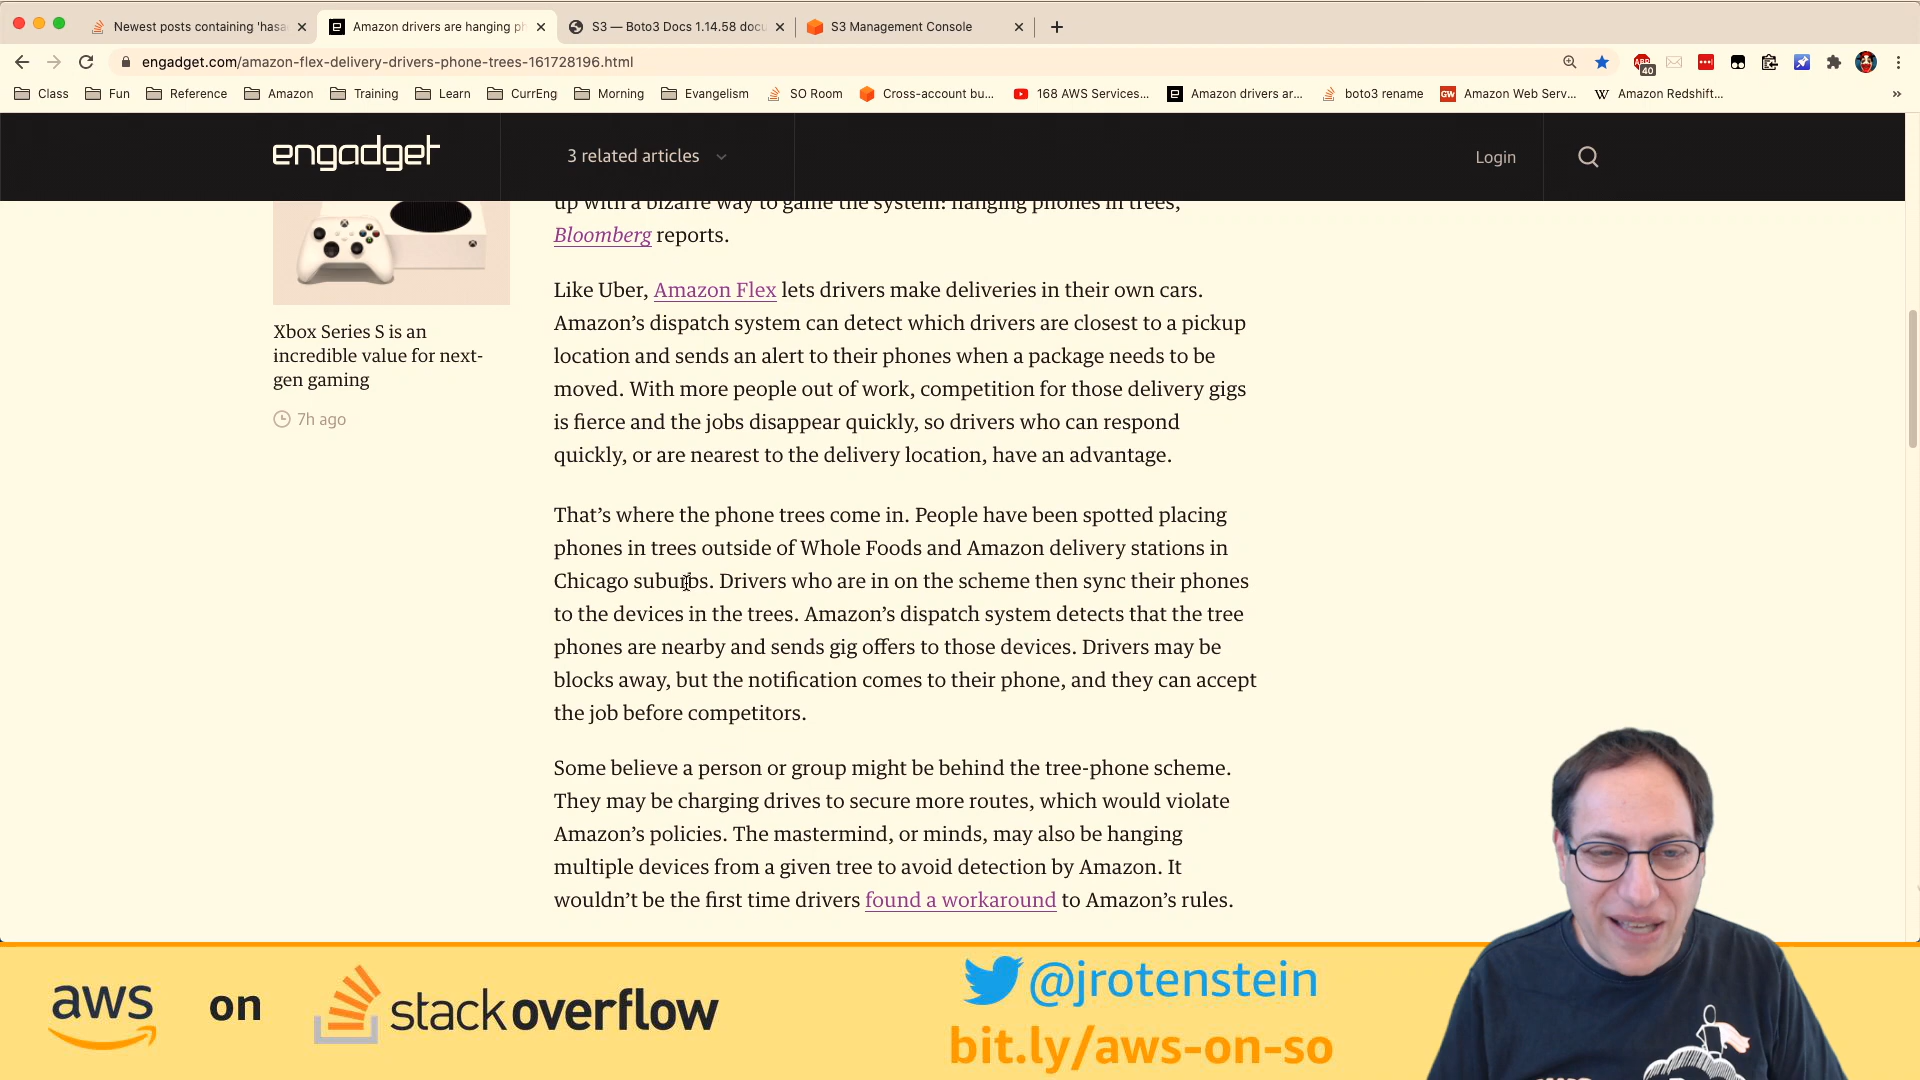 Newest posts containing 'hasa
Amazon drivers are hanging ph
S3 — Boto3 Docs 1.14.58 docu
S3 Management Console
engadget.com/amazon-flex-delivery-drivers-phone-trees-161728196.html
40
Class
Fun
Reference
Amazon
Training
Learn
CurrEng
Morning
Evangelism
SO Room
Cross-account bu...
168 AWS Services...
Amazon drivers ar...
boto3 rename
GW
Amazon Web Serv...
W
Amazon Redshift...
»
engadget
3 related articles
Login
up with a bizarre way to game the system: hanging phones in trees,
Bloomberg reports.
Xbox Series S is an
incredible value for next-
gen gaming
7h ago
Like Uber, Amazon Flex lets drivers make deliveries in their own cars.
Amazon’s dispatch system can detect which drivers are closest to a pickup
location and sends an alert to their phones when a package needs to be
moved. With more people out of work, competition for those delivery gigs
is fierce and the jobs disappear quickly, so drivers who can respond
quickly, or are nearest to the delivery location, have an advantage.
That’s where the phone trees come in. People have been spotted placing
phones in trees outside of Whole Foods and Amazon delivery stations in
Chicago suburbs. Drivers who are in on the scheme then sync their phones
to the devices in the trees. Amazon’s dispatch system detects that the tree
phones are nearby and sends gig offers to those devices. Drivers may be
blocks away, but the notification comes to their phone, and they can accept
the job before competitors.
Some believe a person or group might be behind the tree-phone scheme.
They may be charging drives to secure more routes, which would violate
Amazon’s policies. The mastermind, or minds, may also be hanging
multiple devices from a given tree to avoid detection by Amazon. It
wouldn’t be the first time drivers found a workaround to Amazon’s rules.
aws on stackoverflow
@jrotenstein
bit.ly/aws-on-so